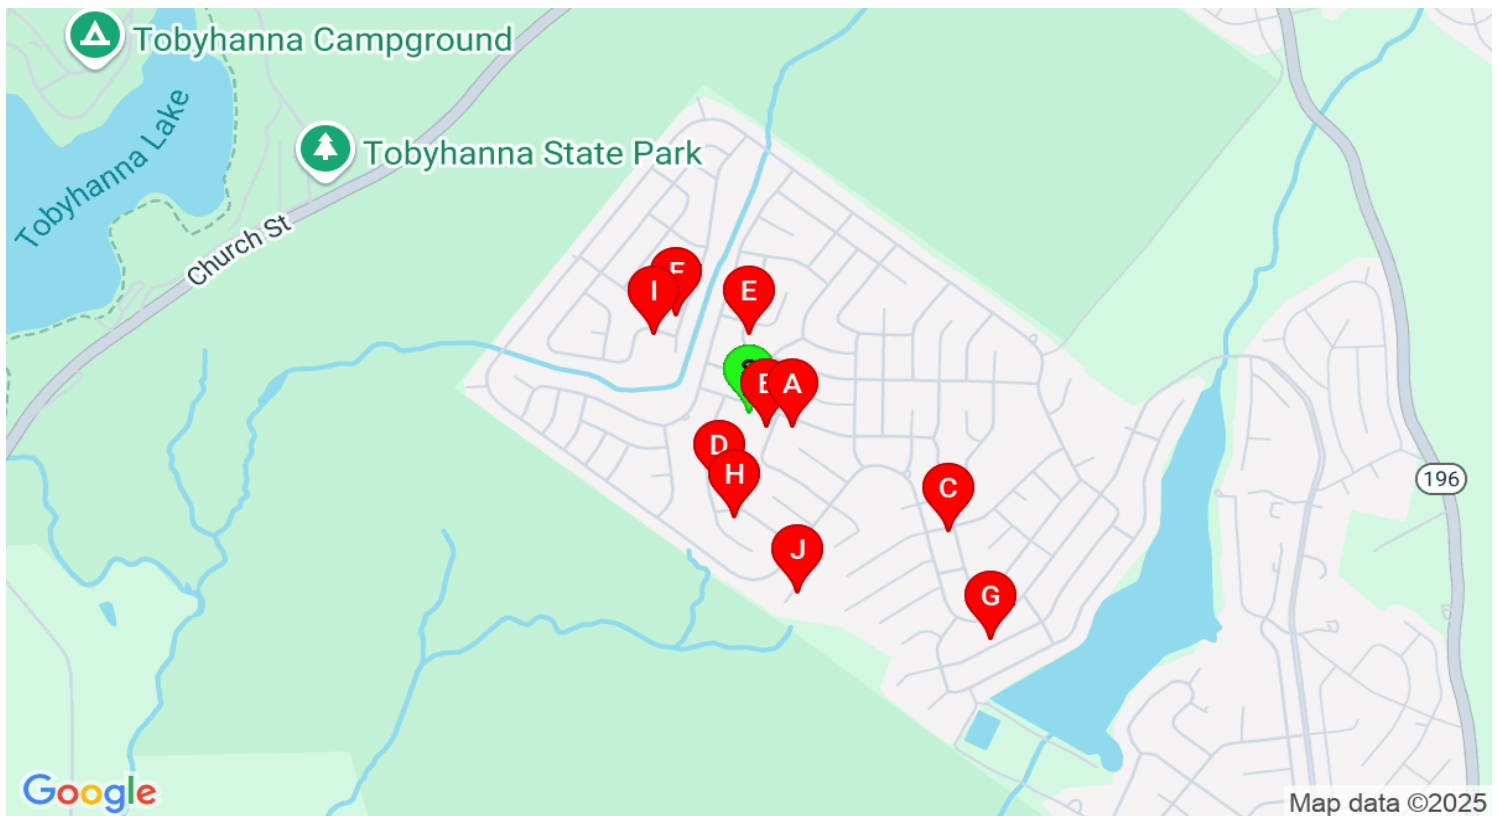 Tobyhanna Campground
Tobyhanna Lake
Tobyhanna State Park
Church St
F
I
E
S
B
A
D
H
C
196
J
G
Google
Map data ©2025